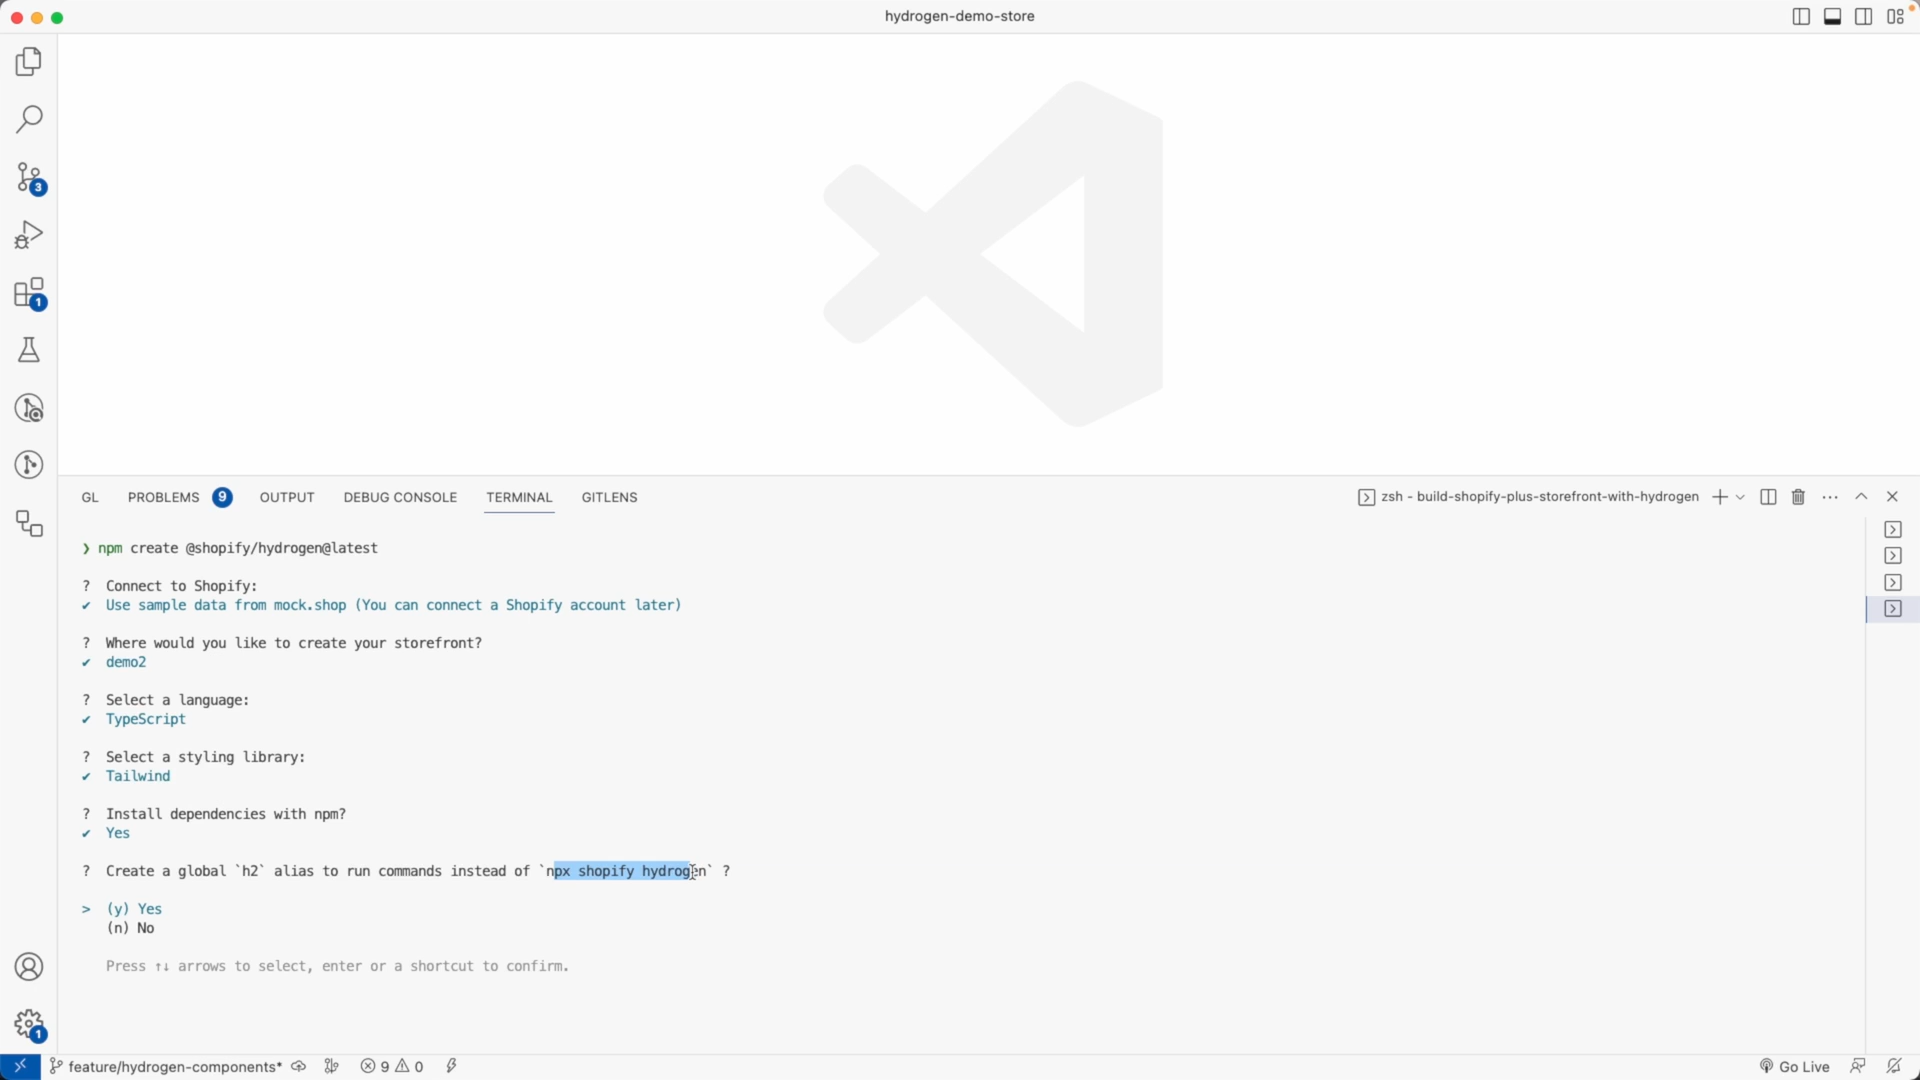 hydrogen-demo-store
3
1
GL PROBLEMS 9 OUTPUT DEBUG CONSOLE TERMINAL GITLENS
zsh - build-shopify-plus-storefront-with-hydrogen
❯ npm create @shopify/hydrogen@latest
? Connect to Shopify:
✔ Use sample data from mock.shop (You can connect a Shopify account later)
? Where would you like to create your storefront?
✔ demo2
? Select a language:
✔ TypeScript
? Select a styling library:
✔ Tailwind
? Install dependencies with npm?
✔ Yes
? Create a global `h2` alias to run commands instead of `npx shopify hydrogen` ?
> (y) Yes
(n) No
Press ↑↓ arrows to select, enter or a shortcut to confirm.
1
feature/hydrogen-components* 9 0 Go Live